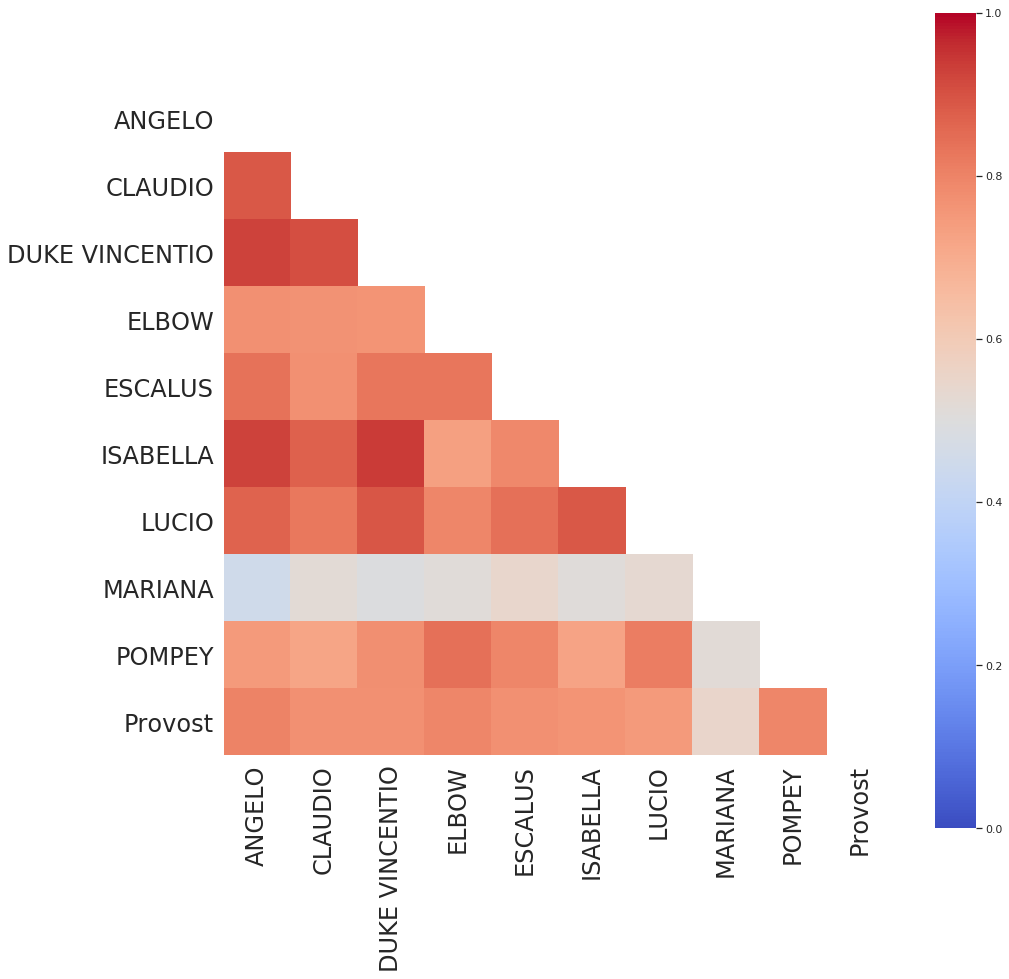 ANGELO
CLAUDIO
DUKE VINCENTIO
ELBOW
ESCALUS
ISABELLA
LUCIO
MARIANA
POMPEY
Provost
ANGELO
CLAUDIO
DUKE VINCENTIO
ELBOW
ESCALUS
ISABELLA
LUCIO
MARIANA
POMPEY
Provost
1.0
0.8
0.6
0.4
0.2
0.0